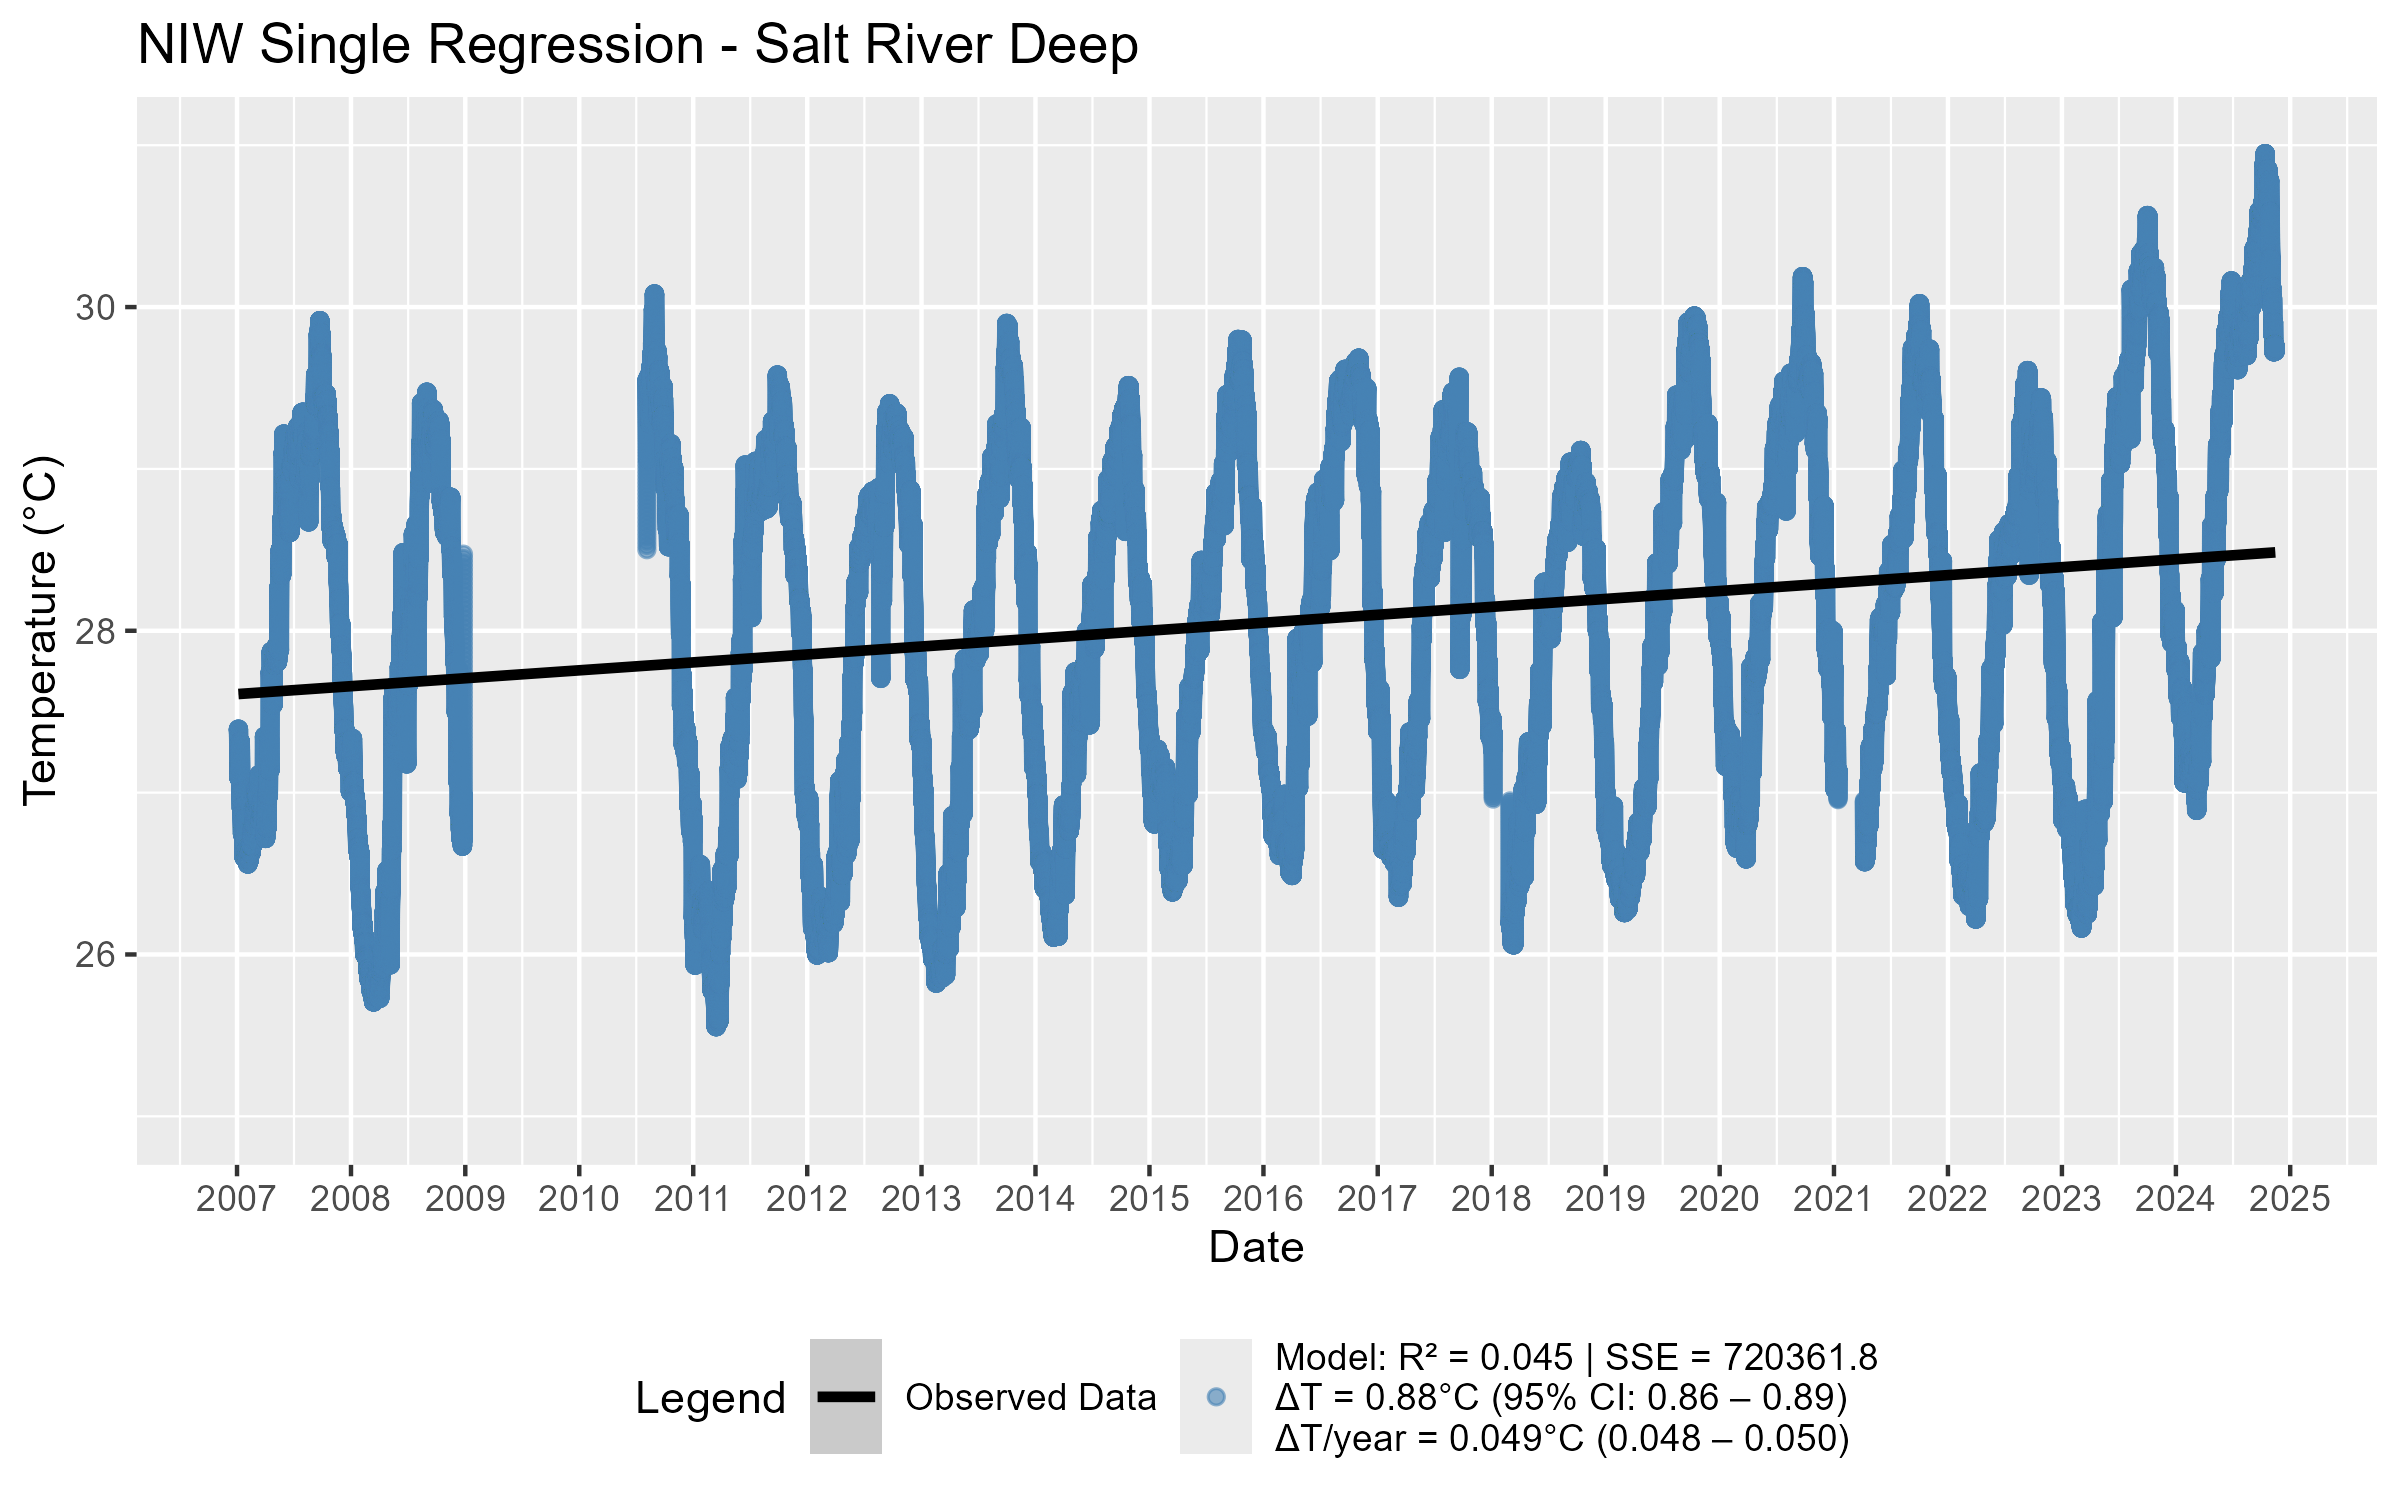 NIW Single Regression - Salt River Deep
Temperature (°C)
30
28
26
2007 2008 2009 2010 2011 2012 2013 2014 2015 2016 2017 2018 2019 2020 2021 2022 2023 2024 2025
Date
Legend
Observed Data
Model: R² = 0.045 | SSE = 720361.8
ΔT = 0.88°C (95% CI: 0.86 – 0.89)
ΔT/year = 0.049°C (0.048 – 0.050)